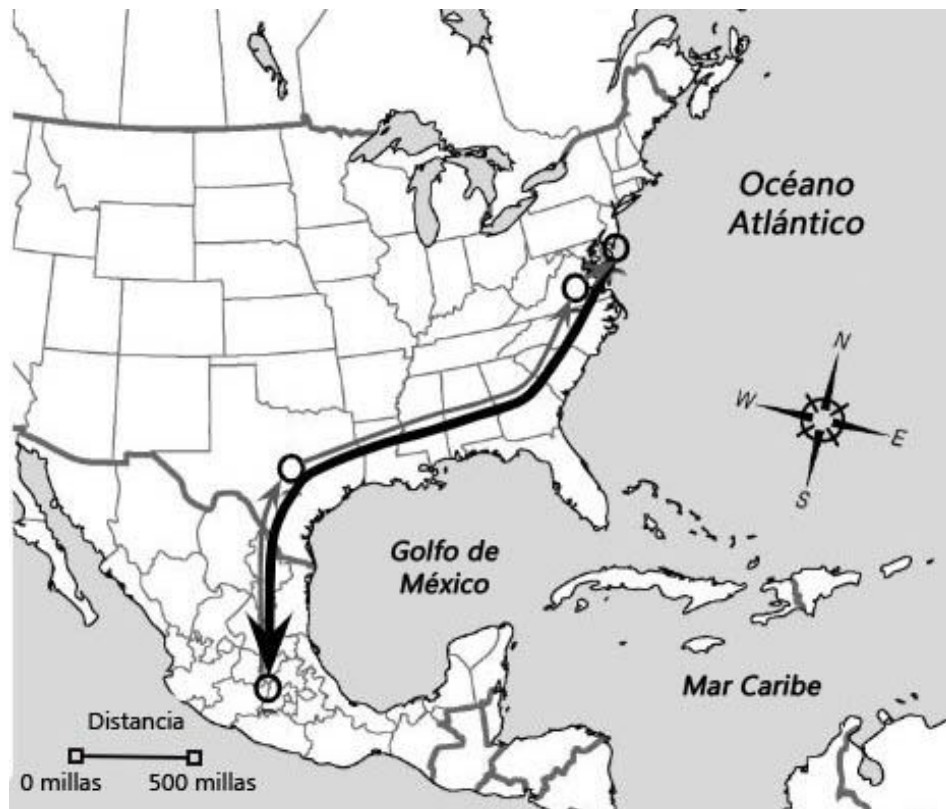 Océano
Atlántico
N
W
E
S
Golfo de
México
Mar Caribe
Distancia
0 millas 500 millas